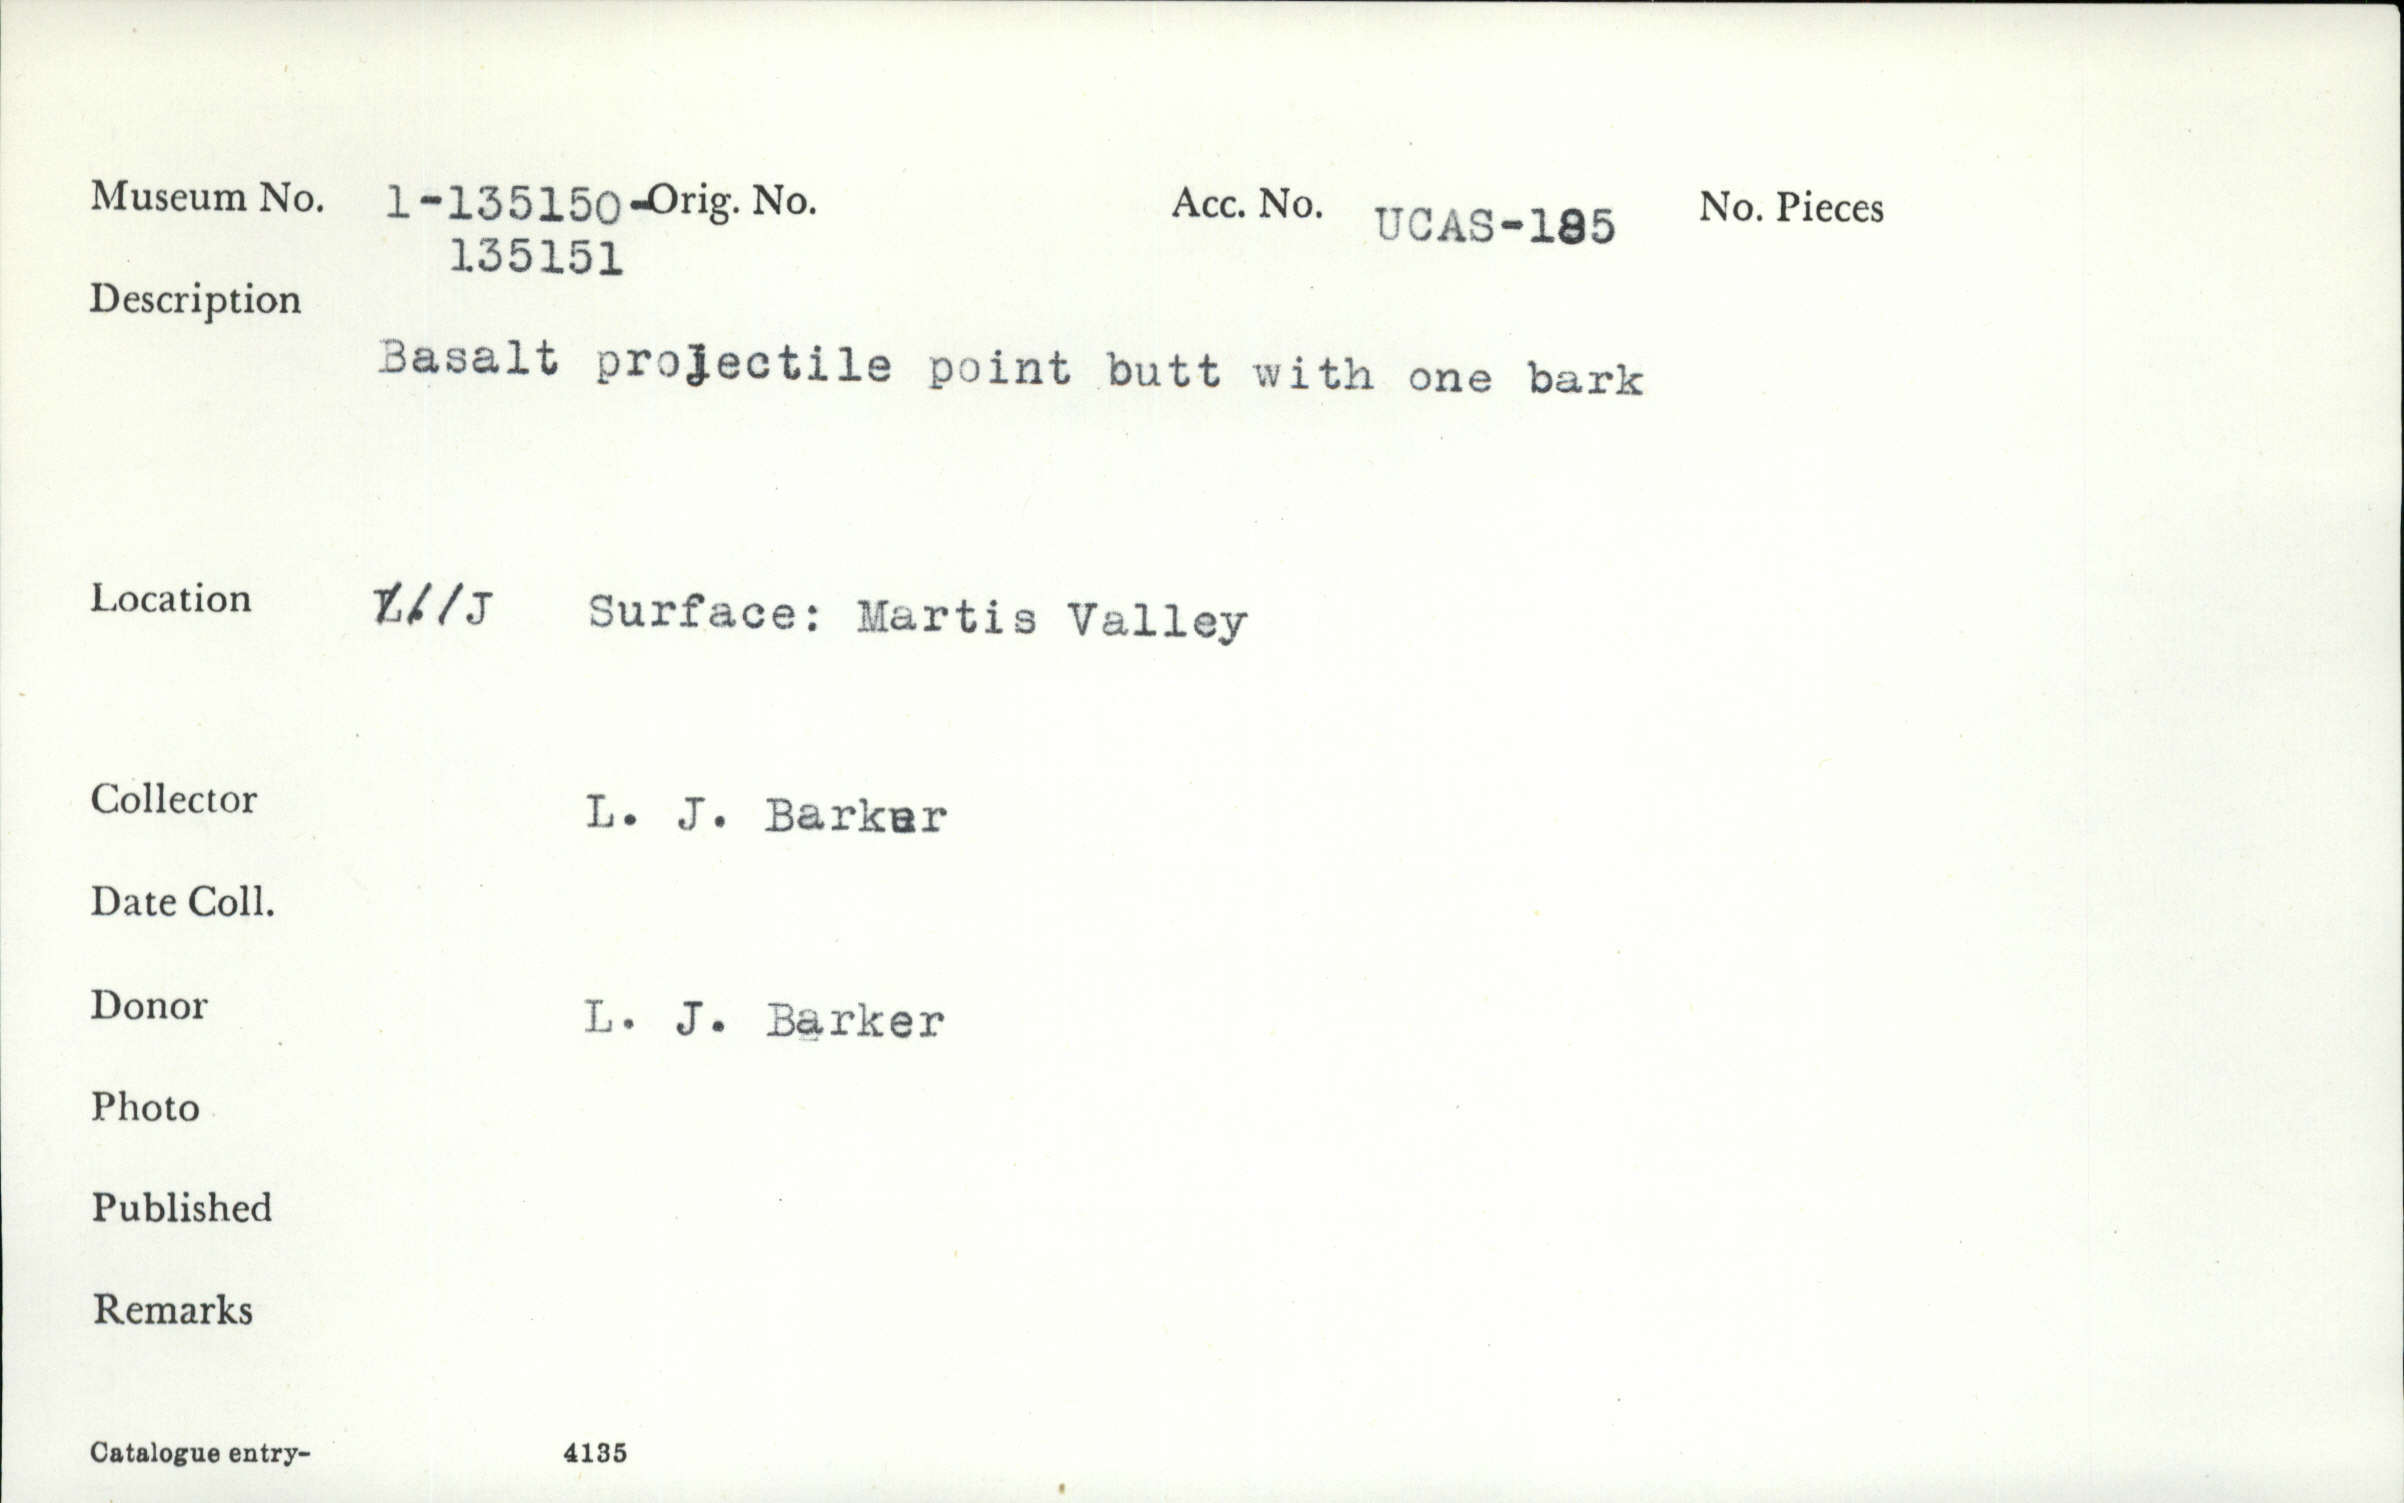 Museum No. 1-135150- Orig. No. Acc. No. UCAS-185 No. Pieces
135151
Description
Basalt projectile point butt with one bark
Location J Surface: Martis Valley
Collector L. J. Barker
Date Coll.
Donor L. J. Barker
Photo
Published
Remarks
Catalogue entry- 4135